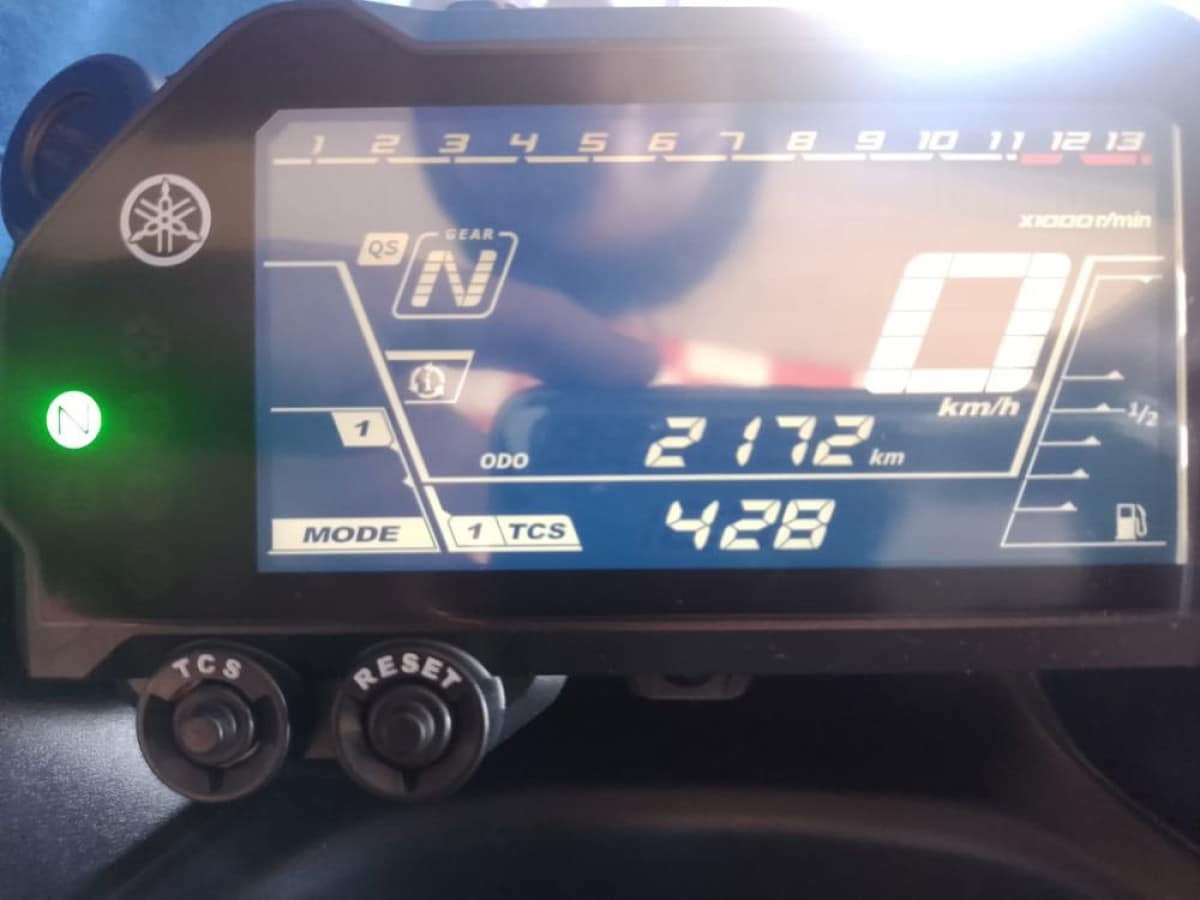 1 2 3 4 5 6 7 8 9 10 11 12 13
x1000 r/min
GEAR
QS N
0
km/h
1/2
N
1
ODO 2172 km
MODE 1 TCS 428
TCS RESET